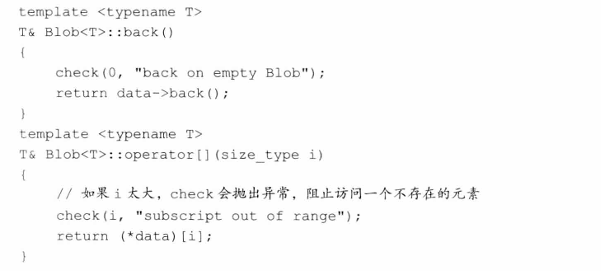 template <typename T>
T& Blob<T>::back()
{
    check(0, "back on empty Blob");
    return data->back();
}
template <typename T>
T& Blob<T>::operator[](size_type i)
{
    // 如果 i 太大，check 会抛出异常，阻止访问一个不存在的元素
    check(i, "subscript out of range");
    return (*data)[i];
}